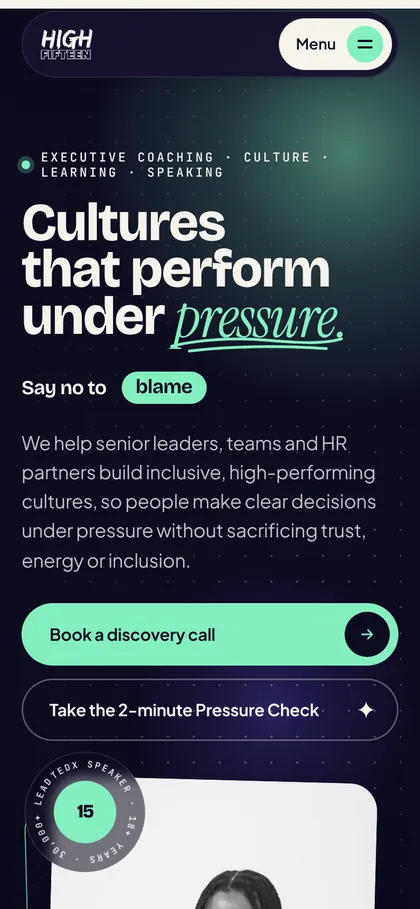 HIGH
FIFTEEN
Menu
EXECUTIVE COACHING · CULTURE ·
LEARNING · SPEAKING
Cultures
that perform
under pressure.
Say no to blame
We help senior leaders, teams and HR
partners build inclusive, high-performing
cultures, so people make clear decisions
under pressure without sacrificing trust,
energy or inclusion.
Book a discovery call
Take the 2-minute Pressure Check
TEDX SPEAKER · 18+ YEARS · 30,000+ LEAD
15